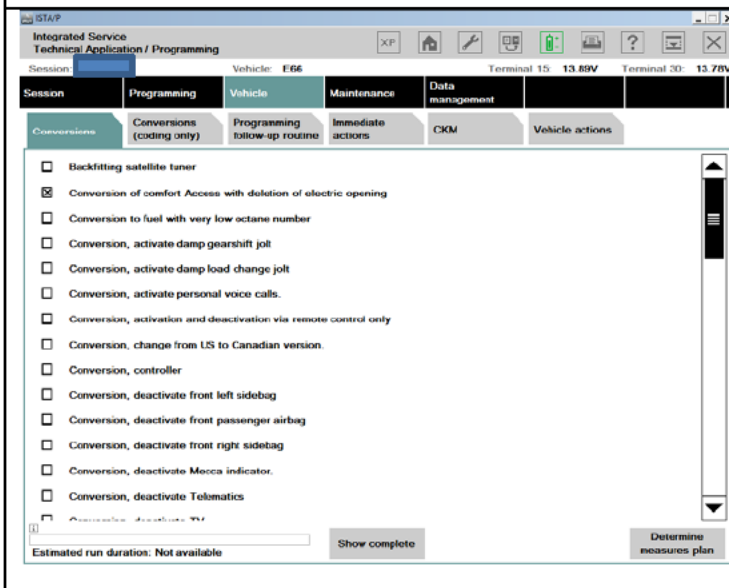 ISTA/P
Integrated Service
Technical Application / Programming
XP
?
Session:
Vehicle: E66
Terminal 15: 13.89V
Terminal 30: 13.78V
Session
Programming
Vehicle
Maintenance
Data
management
Conversions
Conversions
(coding only)
Programming
follow-up routine
Immediate
actions
CKM
Vehicle actions
Backfitting satellite tuner
Conversion of comfort Access with deletion of electric opening
Conversion to fuel with very low octane number
Conversion, activate damp gearshift jolt
Conversion, activate damp load change jolt
Conversion, activate personal voice calls.
Conversion, activation and deactivation via remote control only
Conversion, change from US to Canadian version.
Conversion, controller
Conversion, deactivate front left sidebag
Conversion, deactivate front passenger airbag
Conversion, deactivate front right sidebag
Conversion, deactivate Mecca indicator.
Conversion, deactivate Telematics
Conversion, deactivate TV
i
Estimated run duration: Not available
Show complete
Determine
measures plan